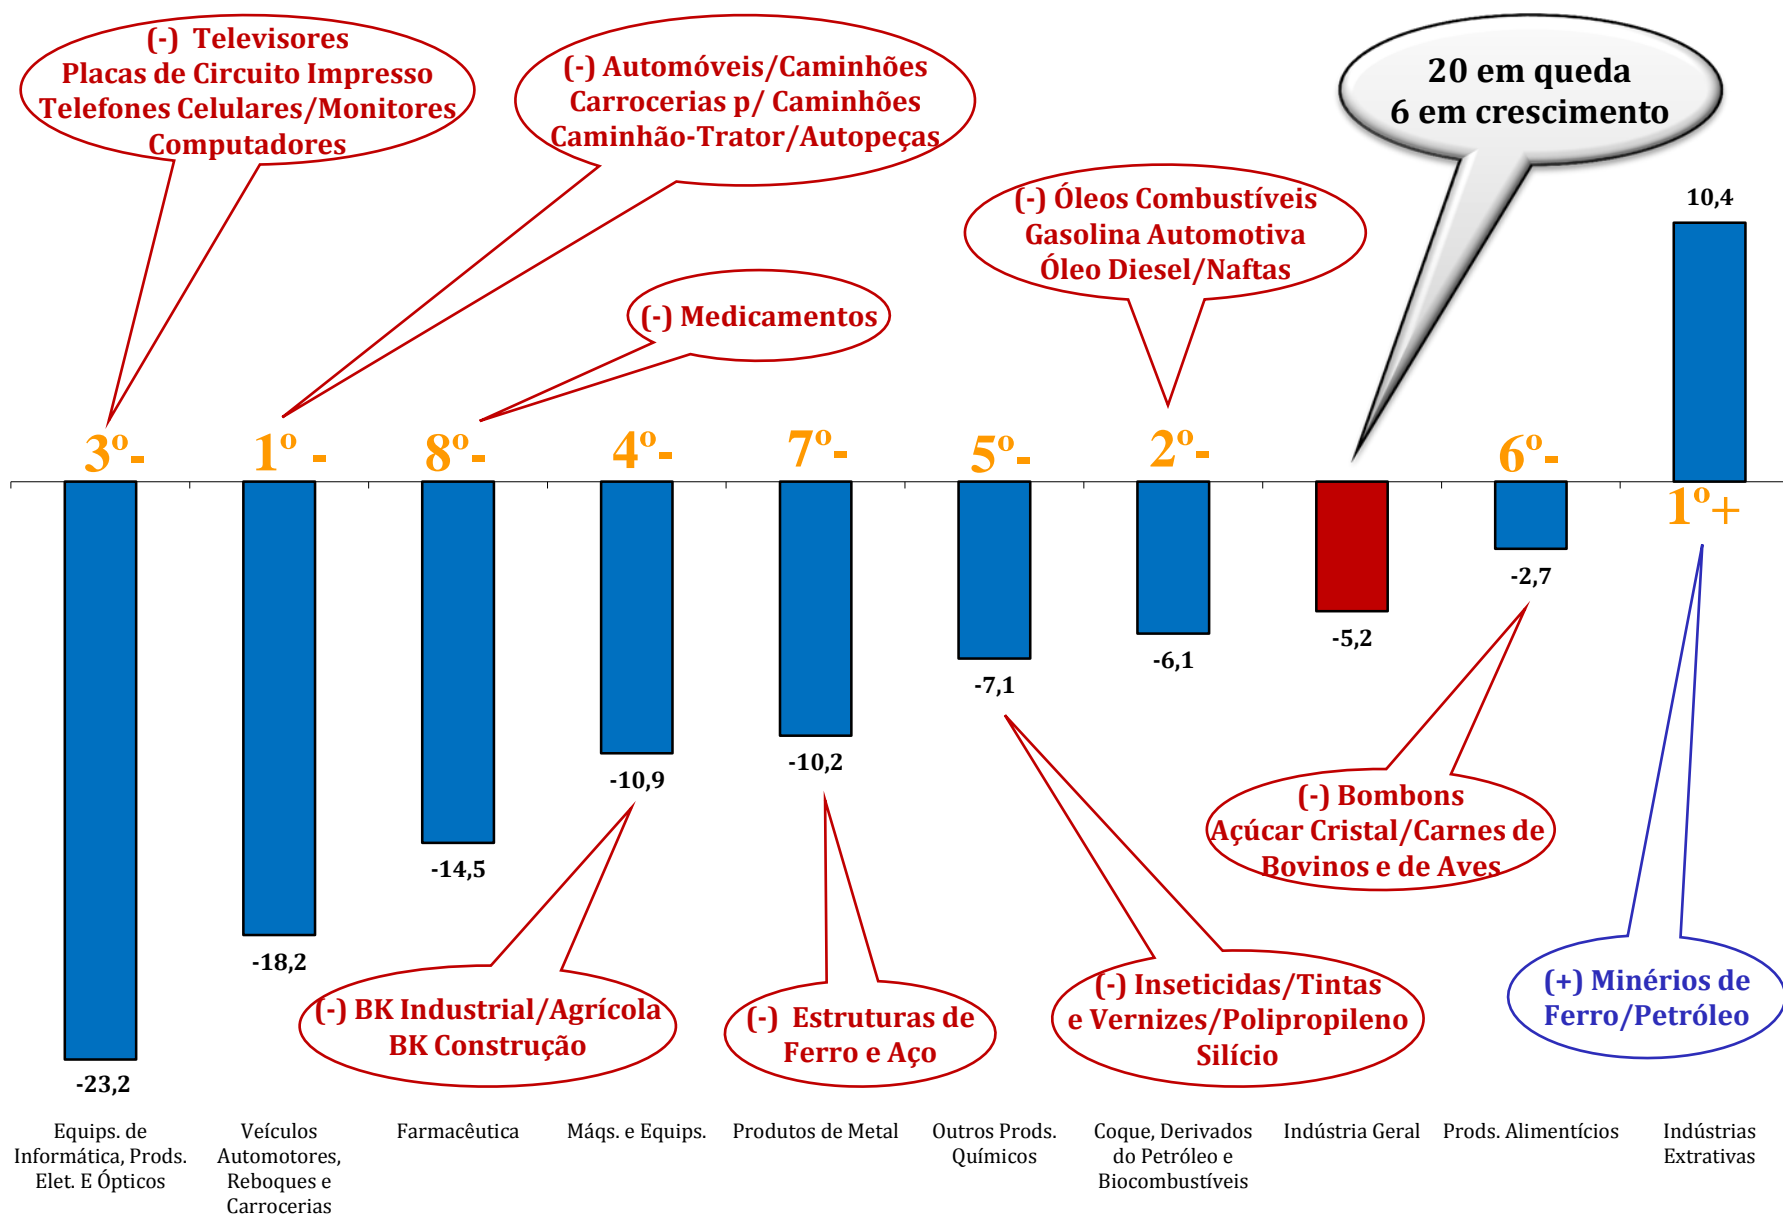 (-) Televisores
Placas de Circuito Impresso
Telefones Celulares/Monitores
Computadores
(-) Automóveis/Caminhões
Carrocerias p/ Caminhões
Caminhão-Trator/Autopeças
20 em queda
6 em crescimento
(-) Óleos Combustíveis
Gasolina Automotiva
Óleo Diesel/Naftas
(-) Medicamentos
10,4
3º-
1º -
8º-
4º-
7º-
5º-
2º-
6º-
1º+
-23,2
-18,2
-14,5
-10,9
-10,2
-7,1
-6,1
-5,2
-2,7
(-) Bombons
Açúcar Cristal/Carnes de
Bovinos e de Aves
(-) BK Industrial/Agrícola
BK Construção
(-) Estruturas de
Ferro e Aço
(-) Inseticidas/Tintas
e Vernizes/Polipropileno
Silício
(+) Minérios de
Ferro/Petróleo
Equips. de
Informática, Prods.
Elet. E Ópticos
Veículos
Automotores,
Reboques e
Carrocerias
Farmacêutica
Máqs. e Equips.
Produtos de Metal
Outros Prods.
Químicos
Coque, Derivados
do Petróleo e
Biocombustíveis
Indústria Geral
Prods. Alimentícios
Indústrias
Extrativas